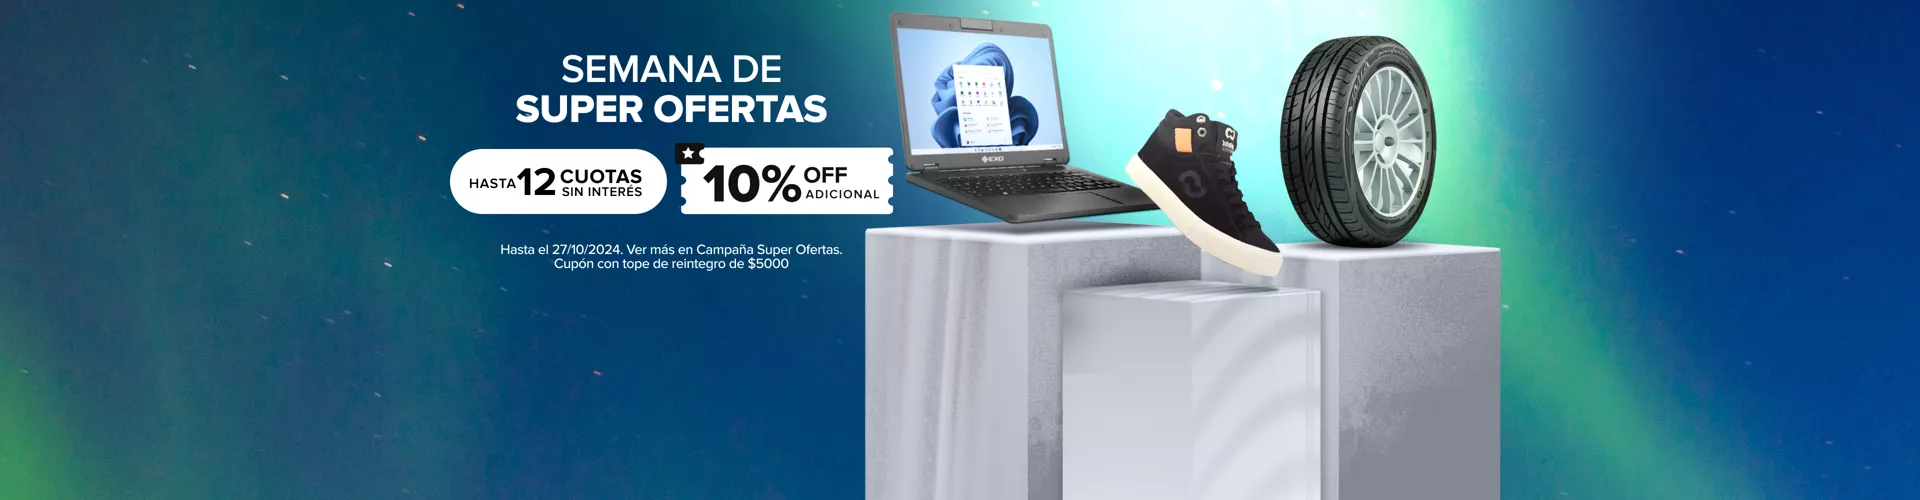 SEMANA DE
SUPER OFERTAS
HASTA 12 CUOTAS
SIN INTERÉS
10% OFF
ADICIONAL
Hasta el 27/10/2024. Ver más en Campaña Super Ofertas.
Cupón con tope de reintegro de $5000
EXO